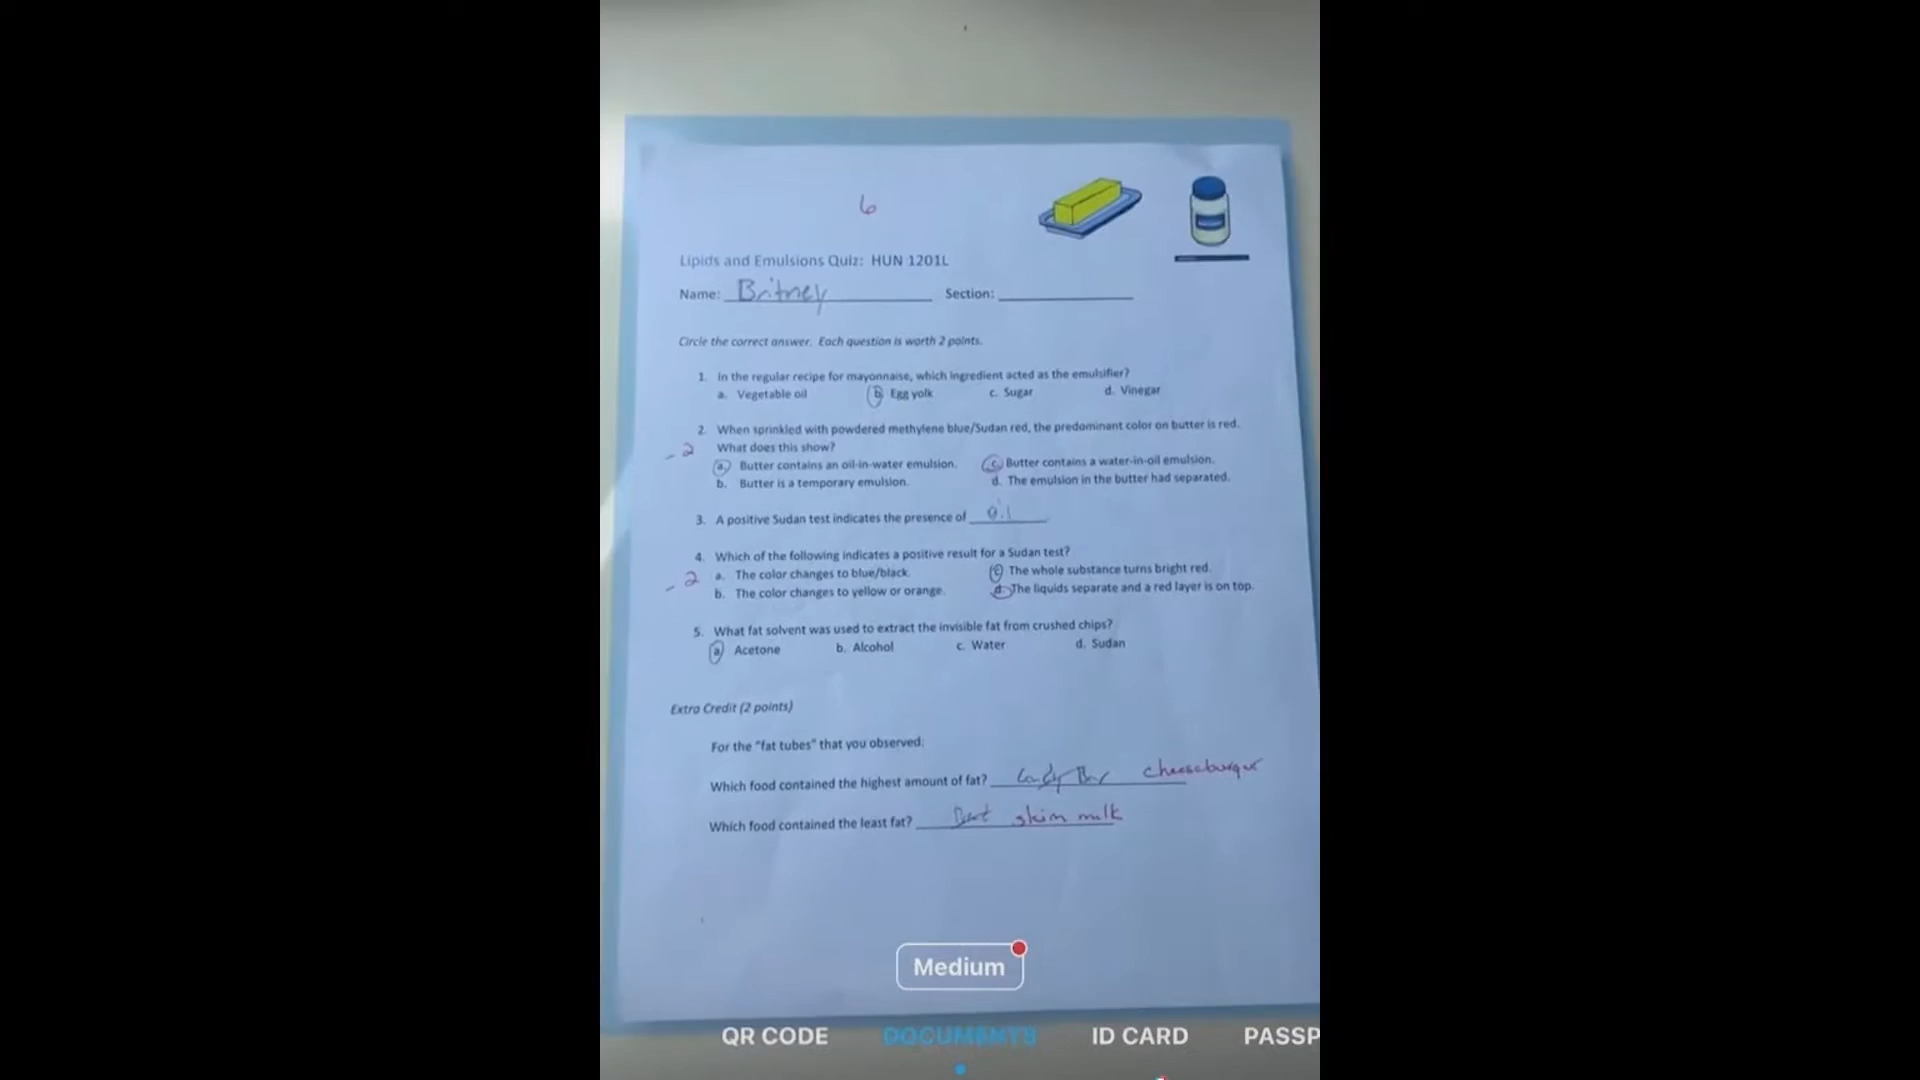 6
Lipids and Emulsions Quiz: HUN 1201L
Name: Britney Section:
Circle the correct answer. Each question is worth 2 points.
1. In the regular recipe for mayonnaise, which ingredient acted as the emulsifier?
a. Vegetable oil b. Egg yolk c. Sugar d. Vinegar
2. When sprinkled with powdered methylene blue/Sudan red, the predominant color on butter is red.
-2 What does this show?
a. Butter contains an oil-in-water emulsion. c. Butter contains a water-in-oil emulsion.
b. Butter is a temporary emulsion. d. The emulsion in the butter had separated.
3. A positive Sudan test indicates the presence of oil
4. Which of the following indicates a positive result for a Sudan test?
-2 a. The color changes to blue/black. c. The whole substance turns bright red.
b. The color changes to yellow or orange. d. The liquids separate and a red layer is on top.
5. What fat solvent was used to extract the invisible fat from crushed chips?
a. Acetone b. Alcohol c. Water d. Sudan
Extra Credit (2 points)
For the "fat tubes" that you observed:
Which food contained the highest amount of fat? Candy Bar cheeseburger
Which food contained the least fat? skim milk
Medium
QR CODE DOCUMENTS ID CARD PASSP